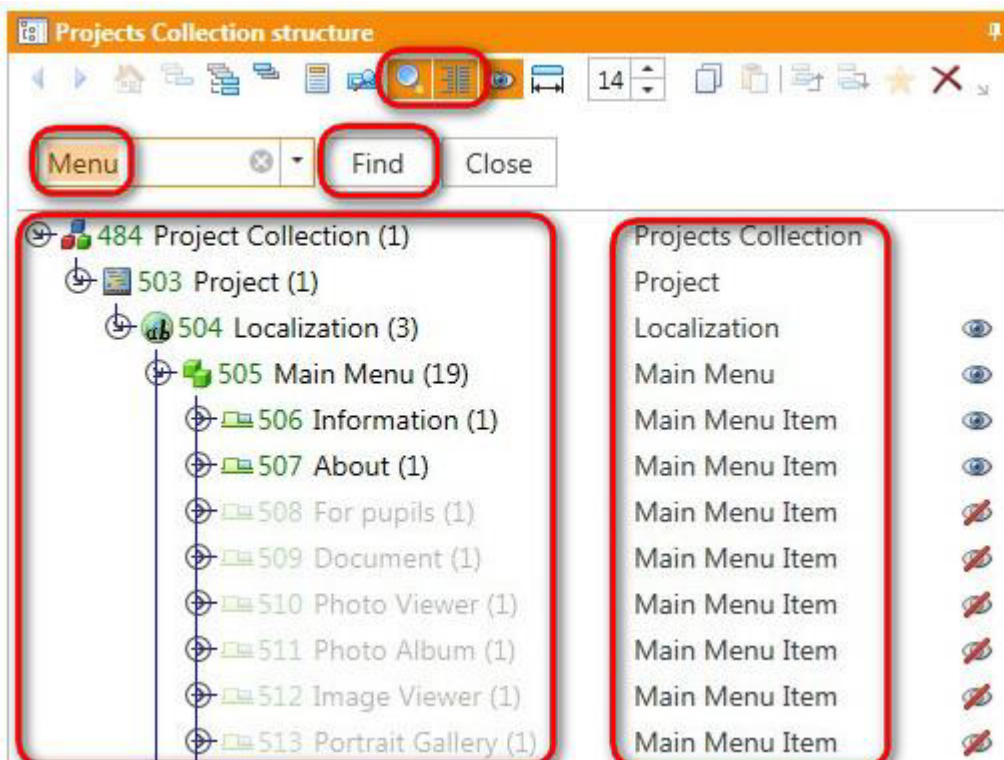 Projects Collection structure
14
Menu Find Close
484 Project Collection (1) Projects Collection
503 Project (1) Project
ab 504 Localization (3) Localization
505 Main Menu (19) Main Menu
506 Information (1) Main Menu Item
507 About (1) Main Menu Item
508 For pupils (1) Main Menu Item
509 Document (1) Main Menu Item
510 Photo Viewer (1) Main Menu Item
511 Photo Album (1) Main Menu Item
512 Image Viewer (1) Main Menu Item
513 Portrait Gallery (1) Main Menu Item